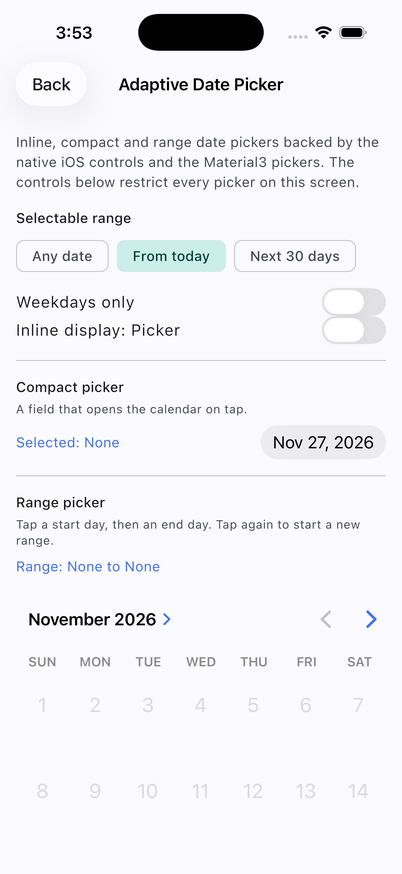 3:53
Back
Adaptive Date Picker
Inline, compact and range date pickers backed by the
native iOS controls and the Material3 pickers. The
controls below restrict every picker on this screen.
Selectable range
Any date
From today
Next 30 days
Weekdays only
Inline display: Picker
Compact picker
A field that opens the calendar on tap.
Selected: None
Nov 27, 2026
Range picker
Tap a start day, then an end day. Tap again to start a new
range.
Range: None to None
November 2026
SUN MON TUE WED THU FRI SAT
1 2 3 4 5 6 7
8 9 10 11 12 13 14